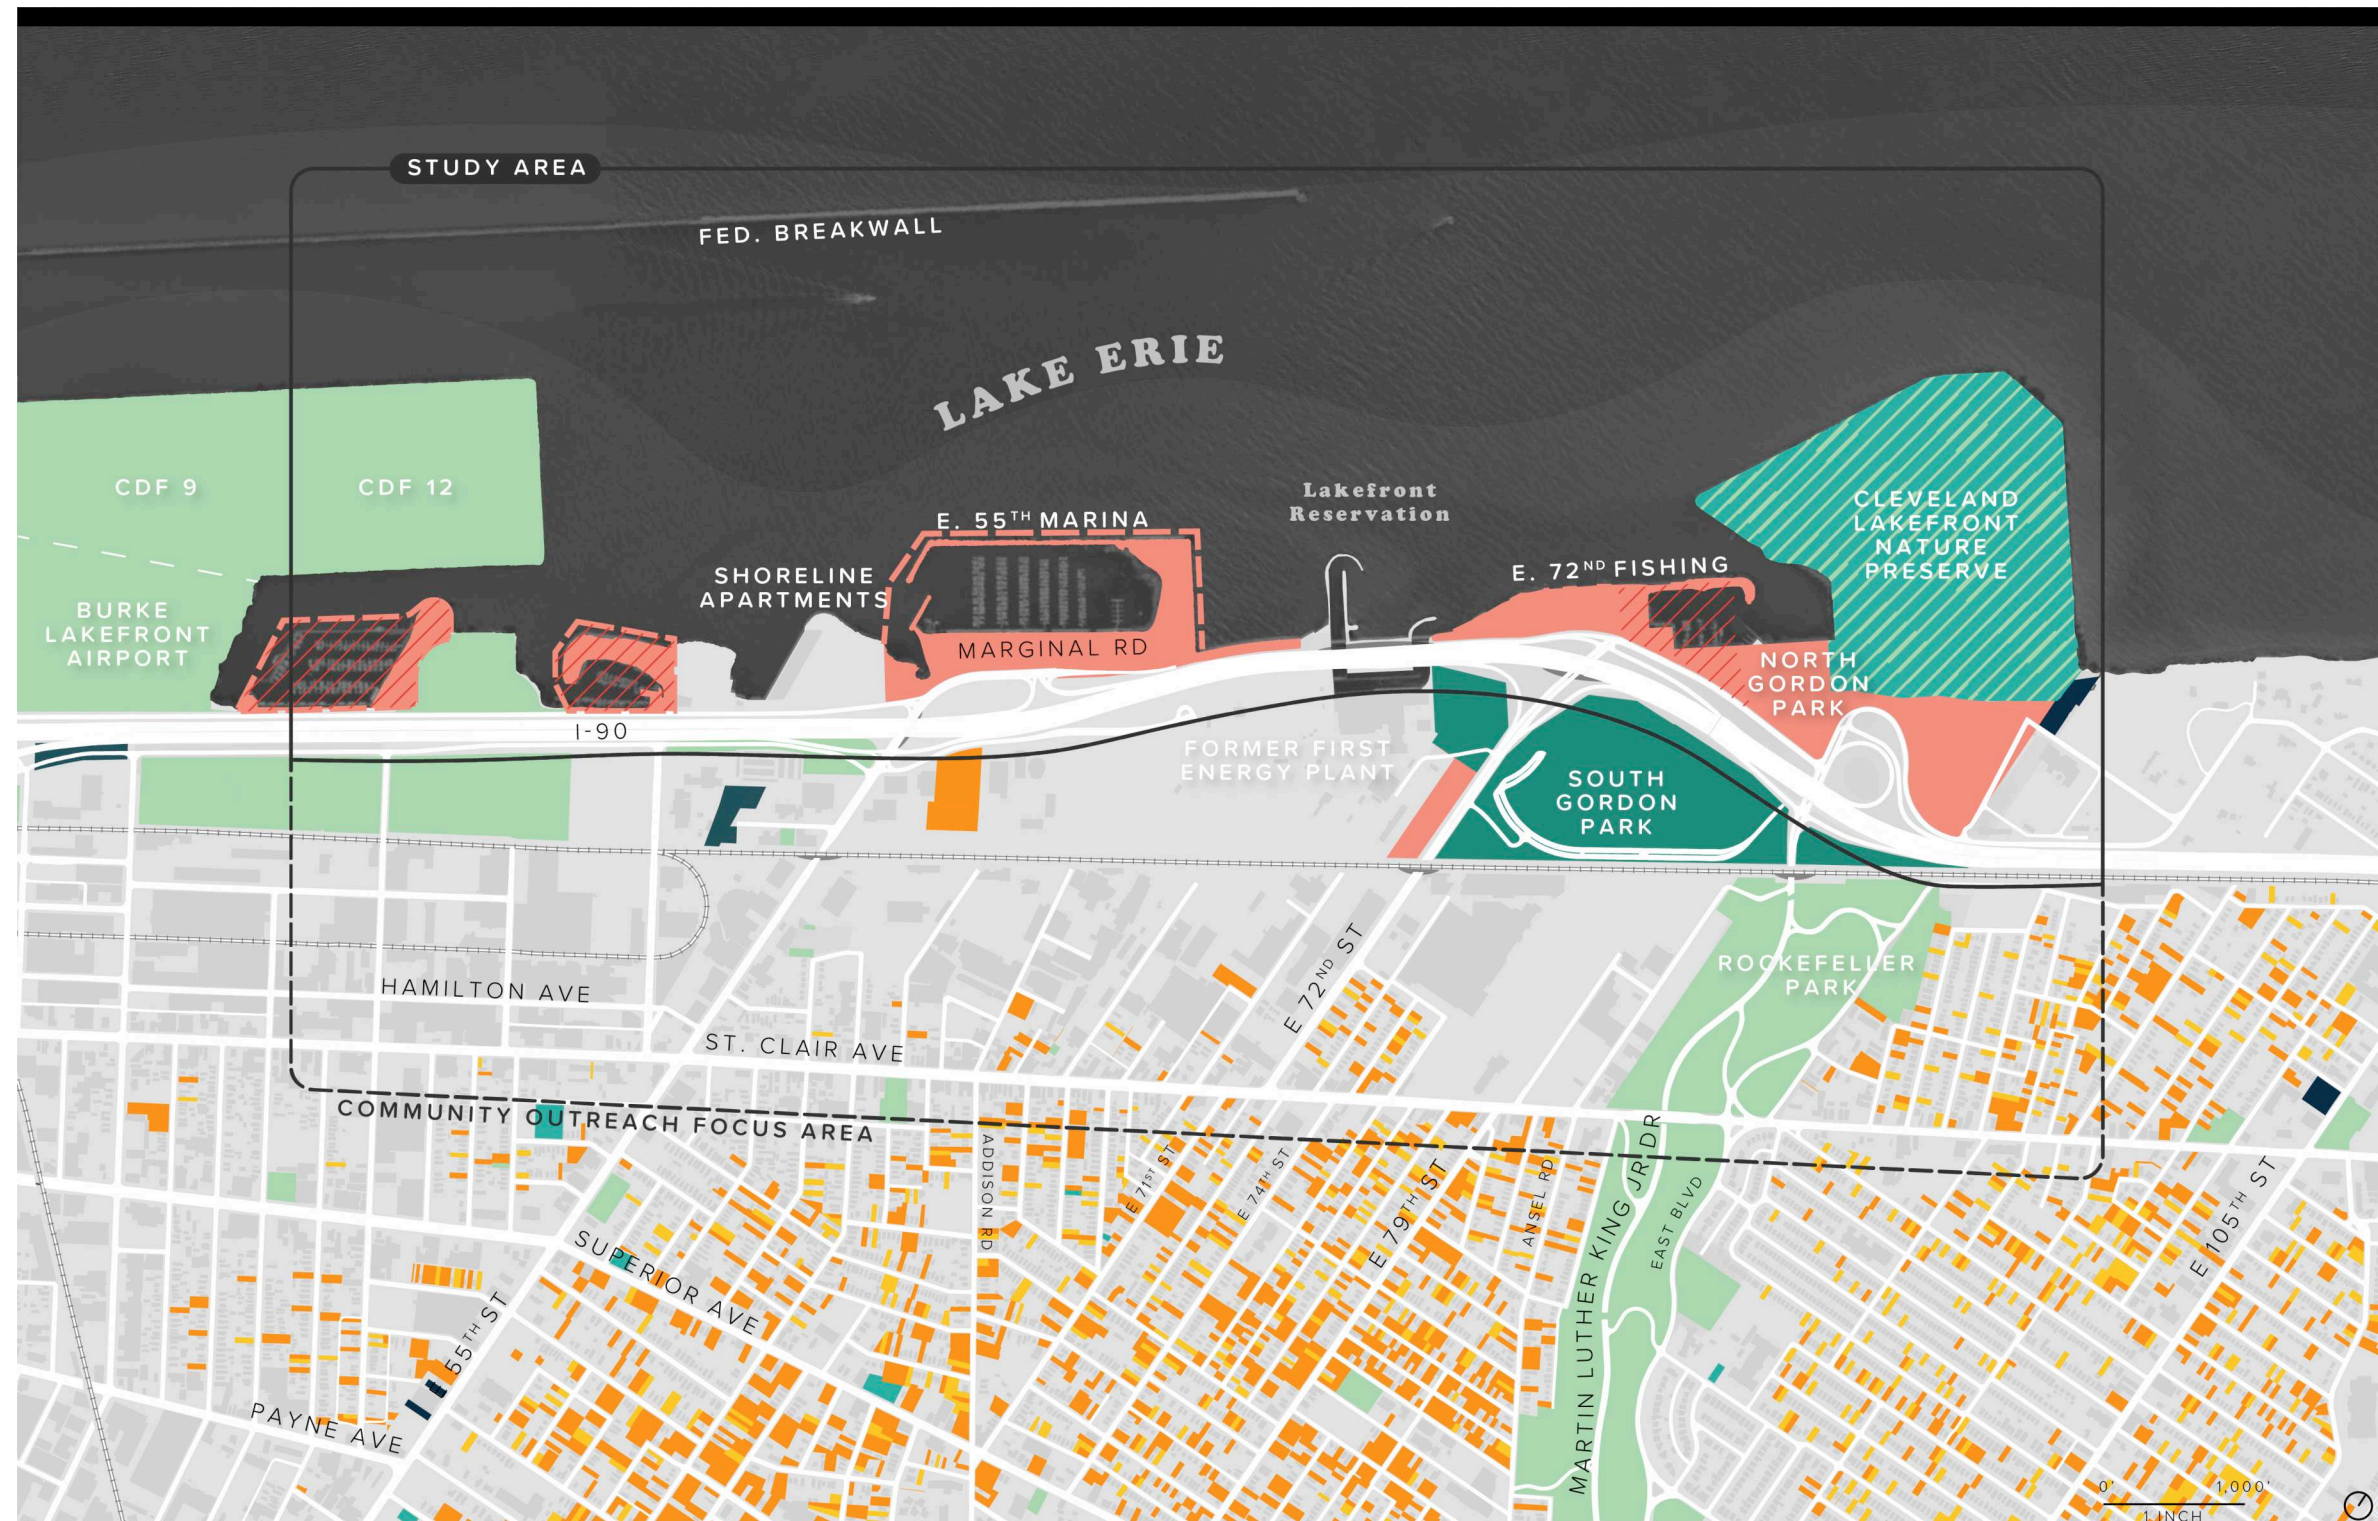 STUDY AREA
FED. BREAKWALL
LAKE ERIE
CDF 9
CDF 12
Lakefront
Reservation
CLEVELAND
LAKEFRONT
NATURE
PRESERVE
E. 55TH MARINA
E. 72ND FISHING
SHORELINE
APARTMENTS
BURKE
LAKEFRONT
AIRPORT
MARGINAL RD
NORTH
GORDON
PARK
I-90
FORMER FIRST
ENERGY PLANT
SOUTH
GORDON
PARK
ROCKEFELLER
PARK
HAMILTON AVE
E 72ND ST
ST. CLAIR AVE
COMMUNITY OUTREACH FOCUS AREA
ADDISON RD
E 71ST ST
E 74TH ST
E 79TH ST
ANSEL RD
MARTIN LUTHER KING JR DR
EAST BLVD
E 105TH ST
SUPERIOR AVE
55TH ST
PAYNE AVE
0'
1,000'
1 INCH